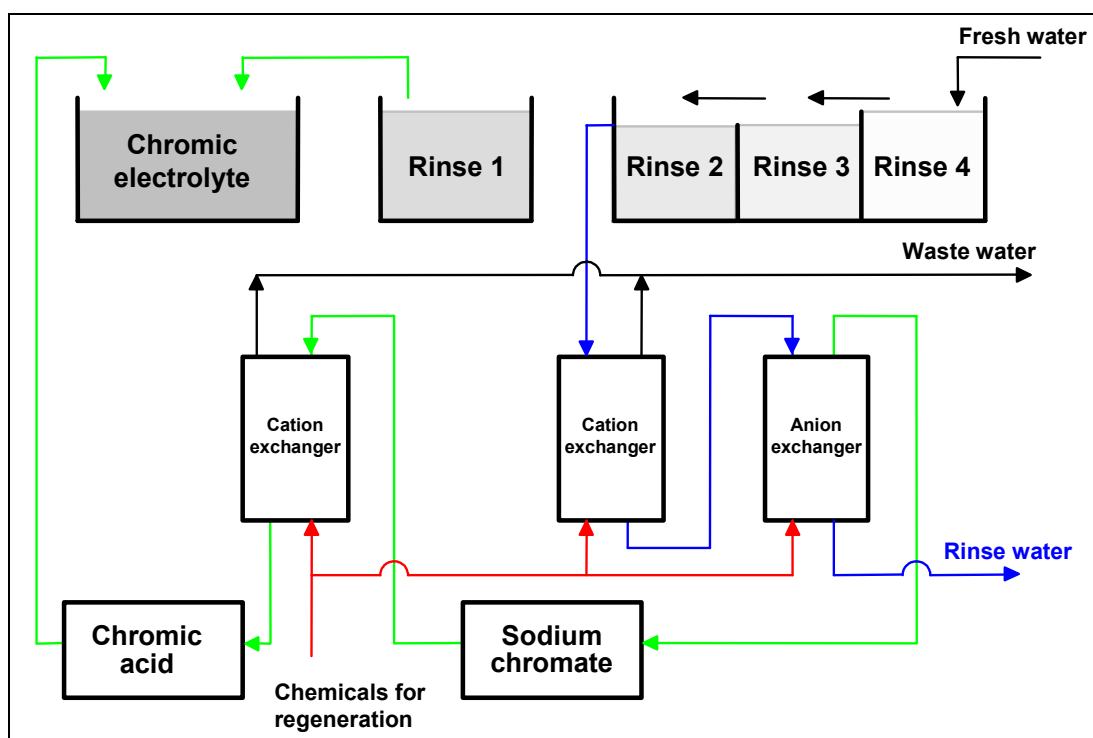 Fresh water
Chromic
electrolyte
Rinse 1
Rinse 2
Rinse 3
Rinse 4
Waste water
Cation
exchanger
Cation
exchanger
Anion
exchanger
Rinse water
Chromic
acid
Sodium
chromate
Chemicals for
regeneration